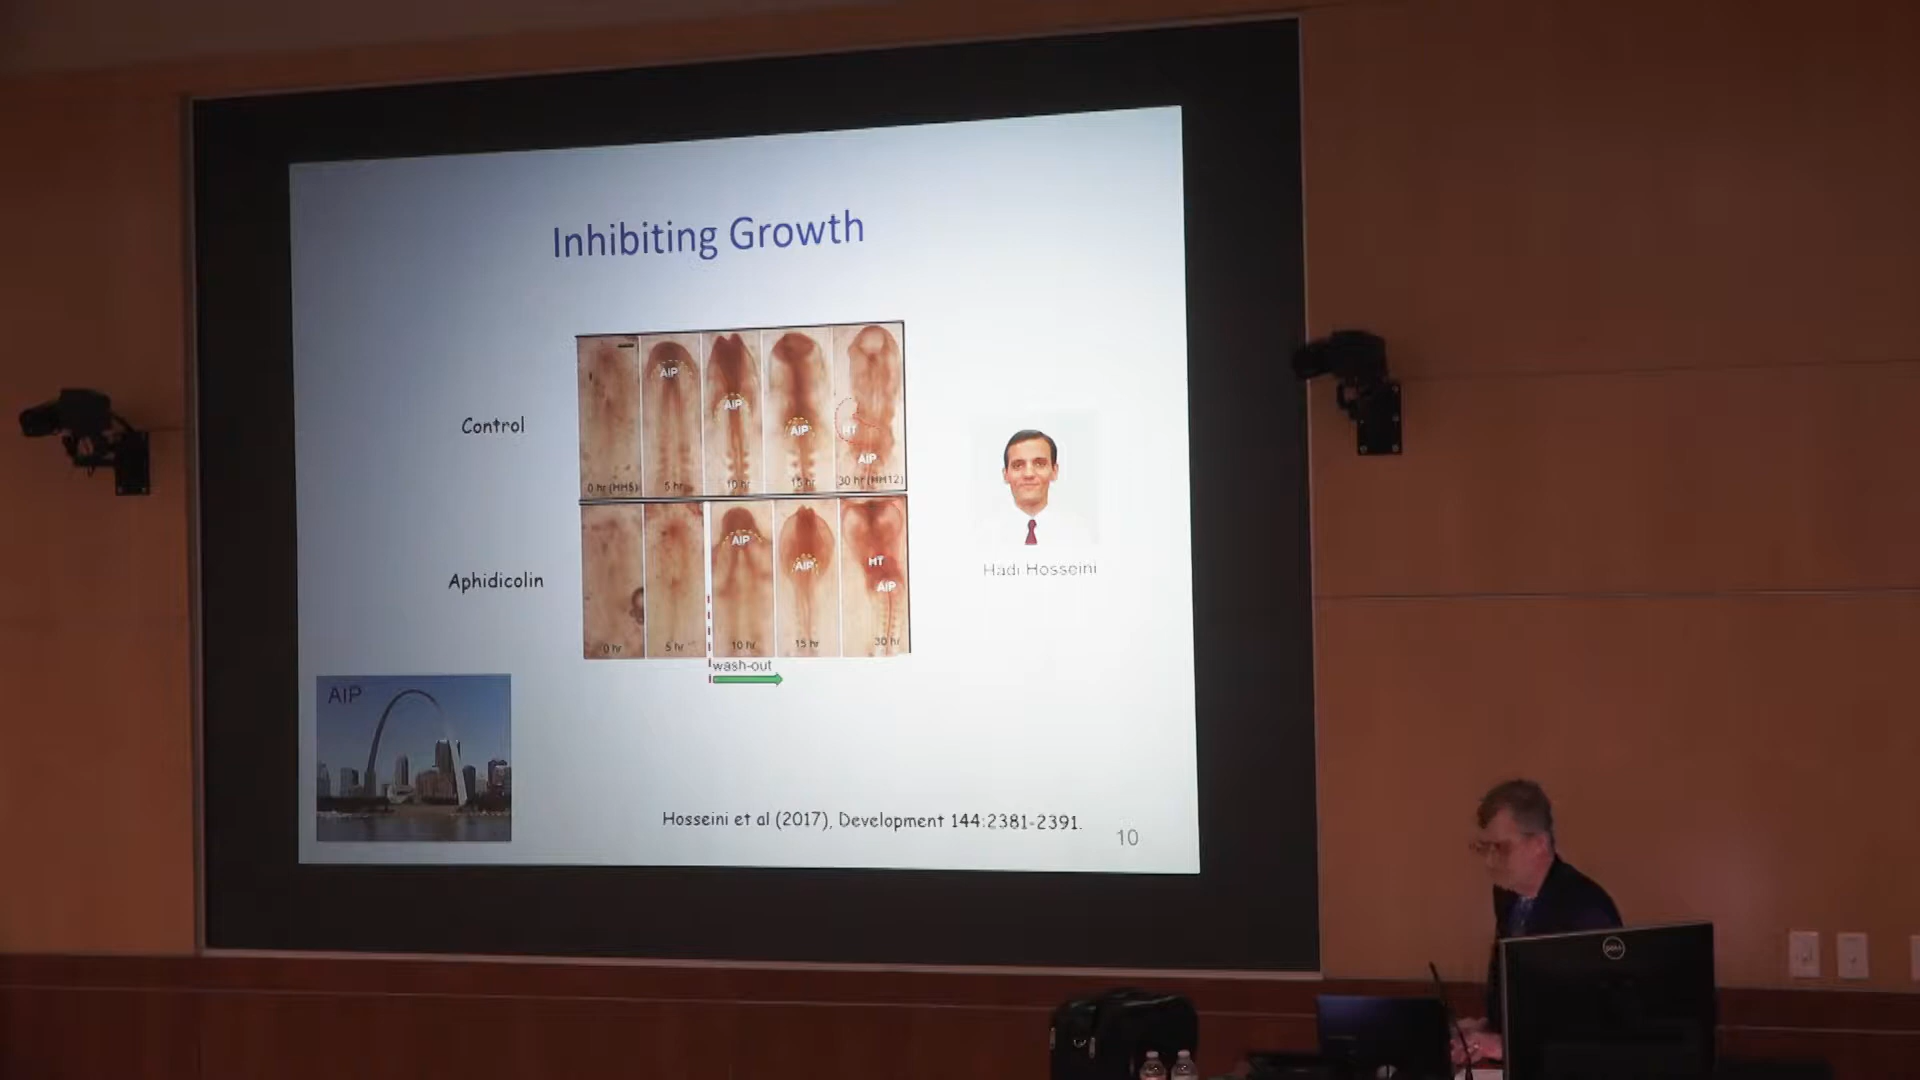 Inhibiting Growth
Control
AIP
AIP
AIP
HT
AIP
0 hr (HH5) 5 hr 10 hr 15 hr 30 hr (HH12)
Aphidicolin
AIP
AIP
HT
AIP
0 hr 5 hr 10 hr 15 hr 30 hr
wash-out
Hadi Hosseini
AIP
Hosseini et al (2017), Development 144:2381-2391.
10
DELL